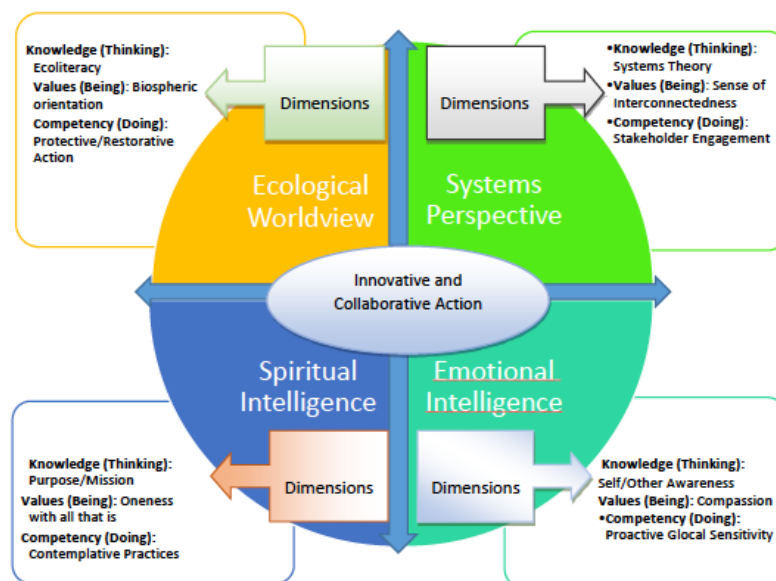 Knowledge (Thinking):
Ecoliteracy
Values (Being): Biospheric
orientation
Competency (Doing):
Protective/Restorative
Action
Dimensions
Dimensions
•Knowledge (Thinking):
Systems Theory
•Values (Being): Sense of
Interconnectedness
•Competency (Doing):
Stakeholder Engagement
Ecological
Worldview
Systems
Perspective
Innovative and
Collaborative Action
Spiritual
Intelligence
Emotional
Intelligence
Knowledge (Thinking):
Purpose/Mission
Values (Being): Oneness
with all that is
Competency (Doing):
Contemplative Practices
Dimensions
Dimensions
Knowledge (Thinking):
Self/Other Awareness
Values (Being): Compassion
•Competency (Doing):
Proactive Glocal Sensitivity